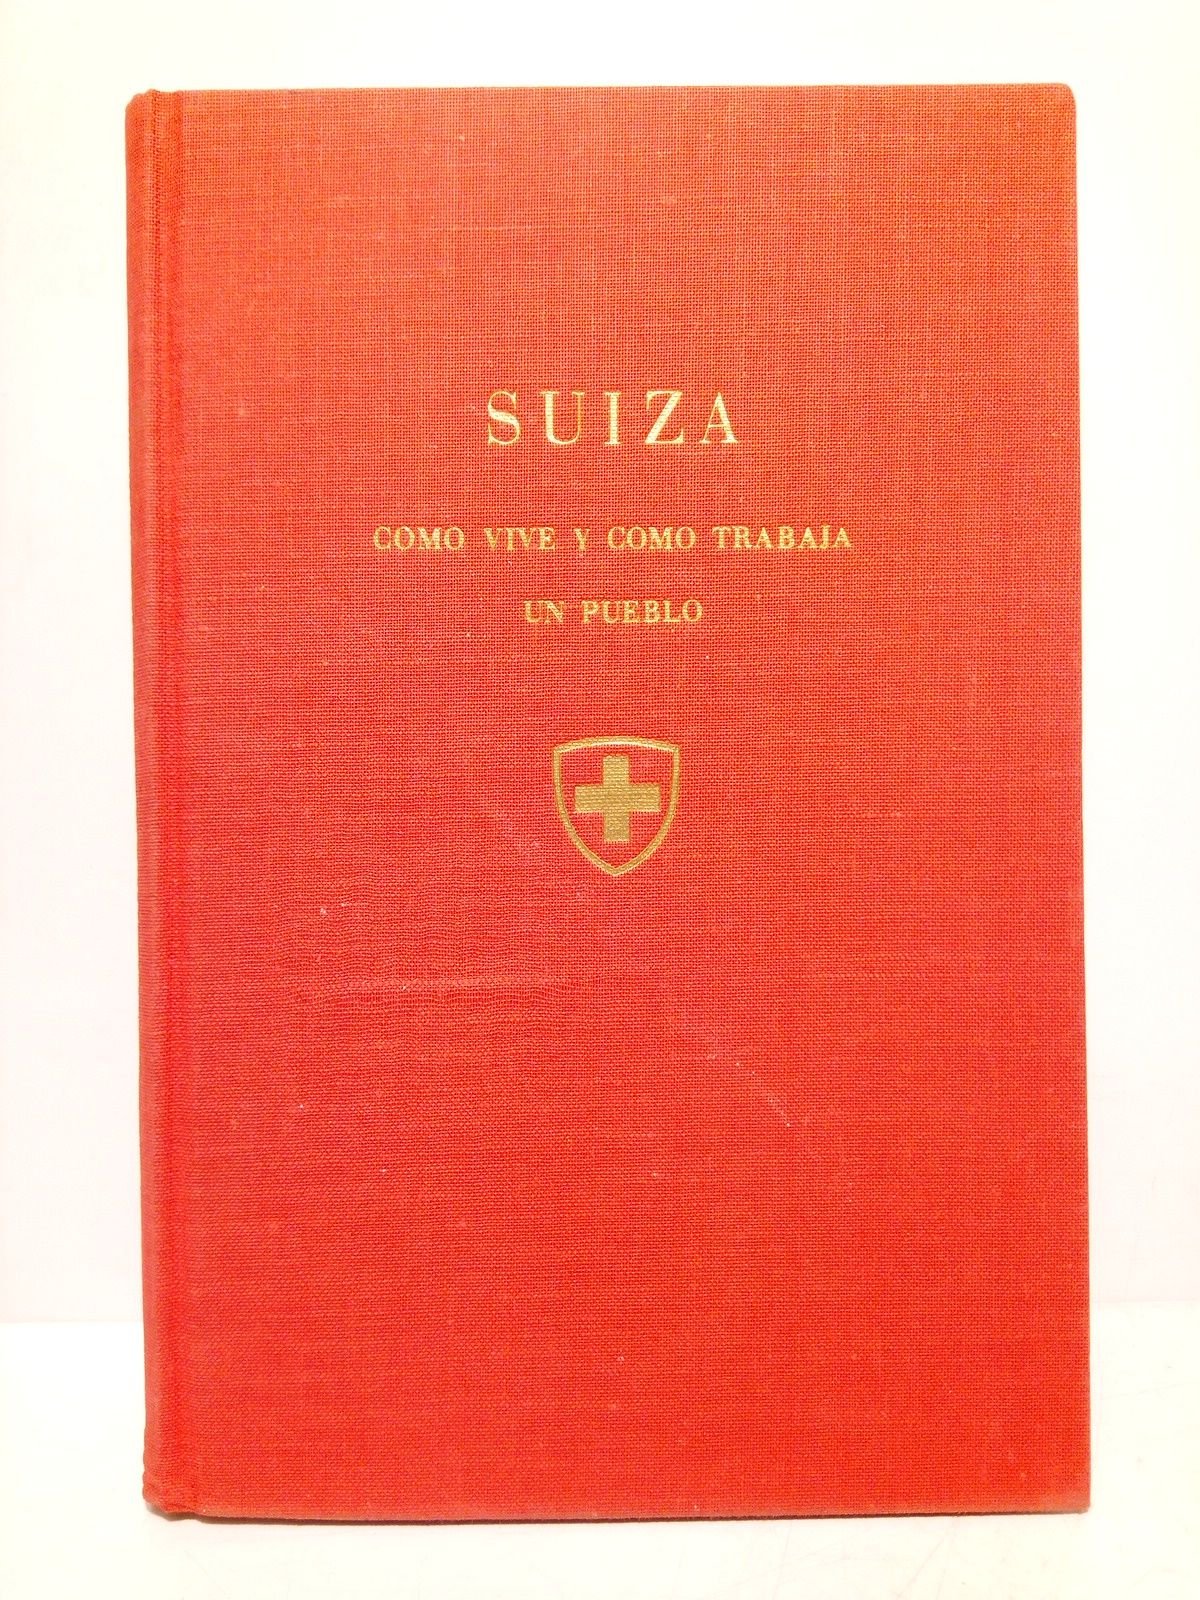 SUIZA
COMO VIVE Y COMO TRABAJA
UN PUEBLO